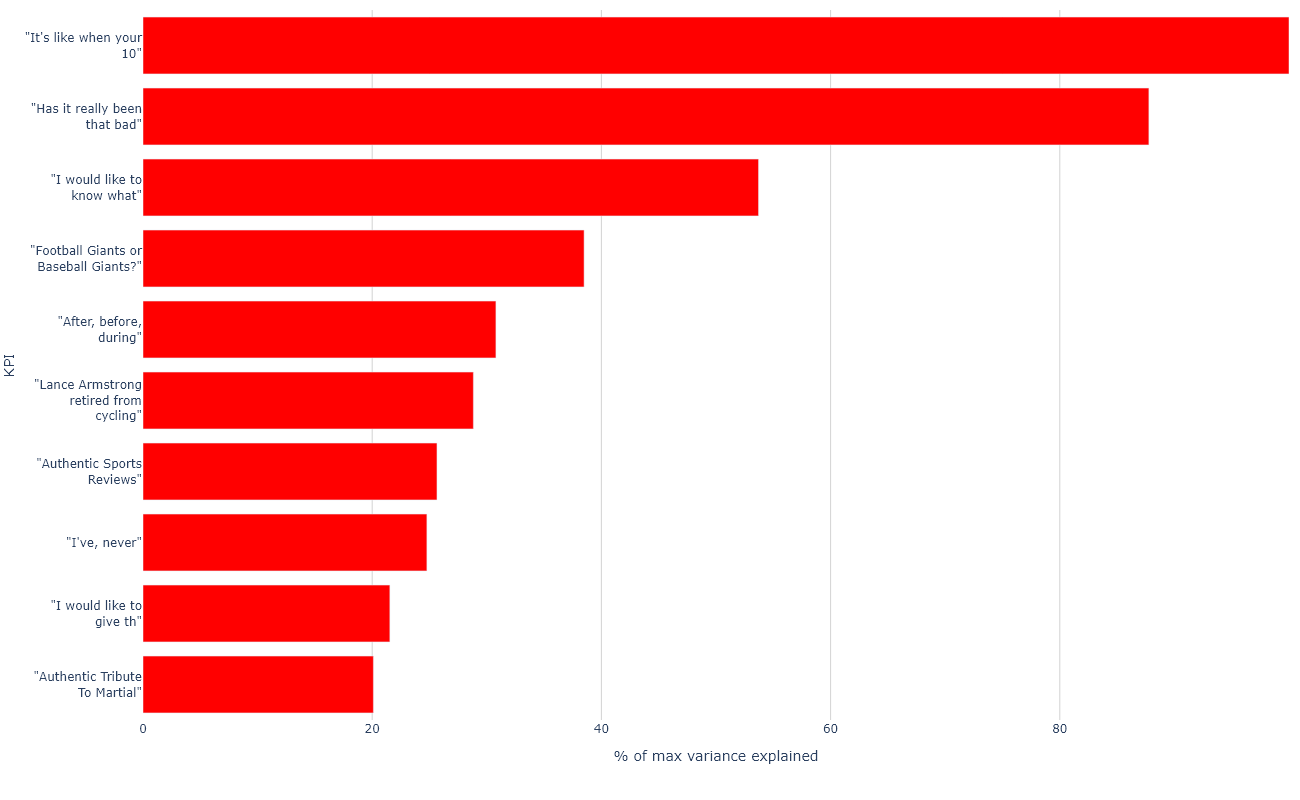 "It's like when your
10"
"Has it really been
that bad"
"I would like to
know what"
"Football Giants or
Baseball Giants?"
"After, before,
during"
"Lance Armstrong
retired from
cycling"
"Authentic Sports
Reviews"
"I've, never"
"I would like to
give th"
"Authentic Tribute
To Martial"
KPI
0 20 40 60 80
% of max variance explained